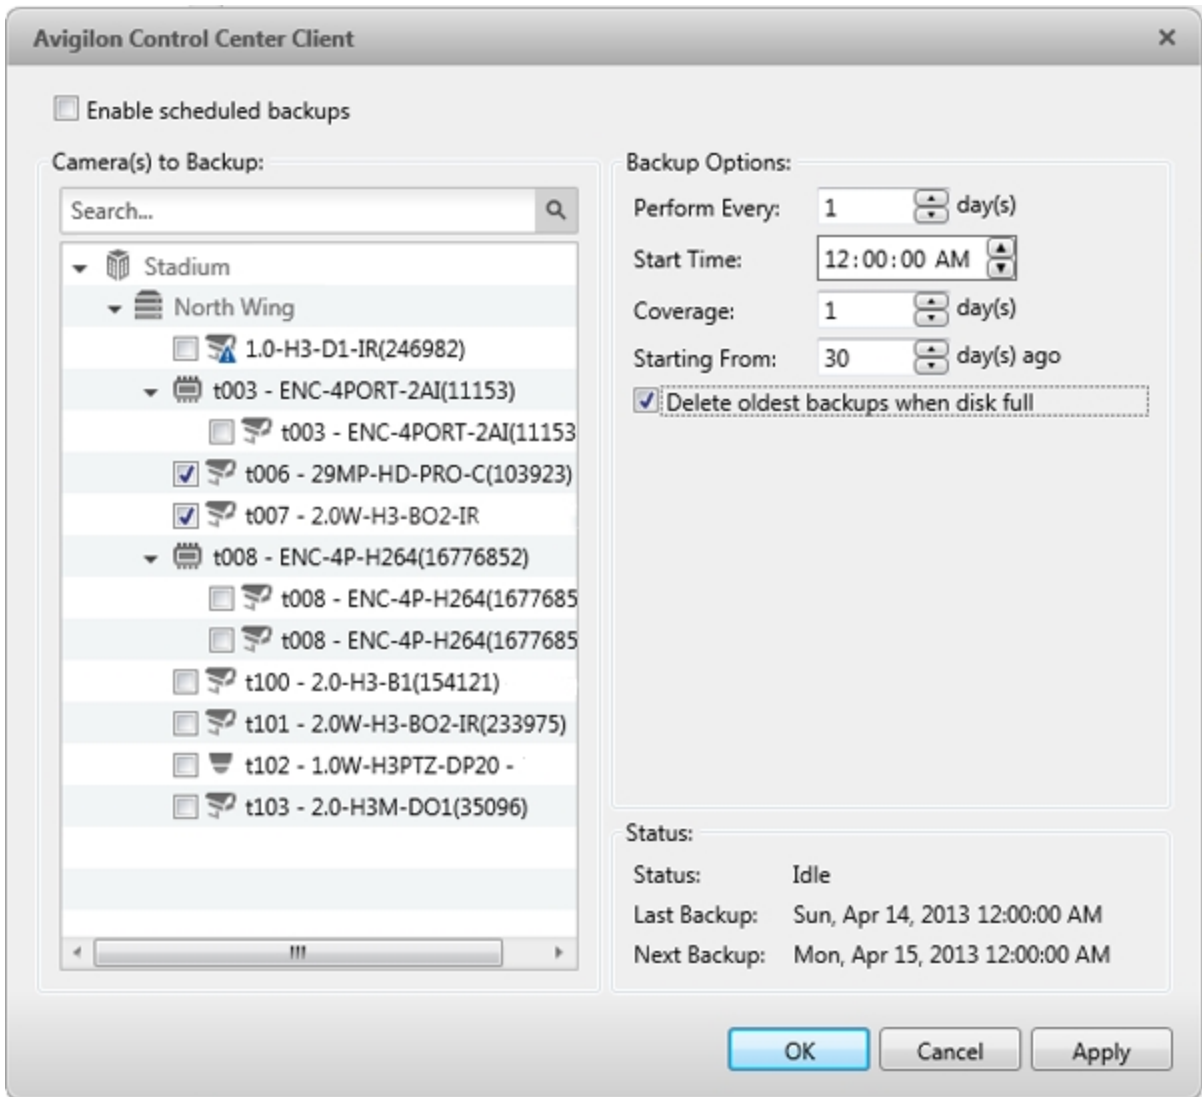 Avigilon Control Center Client
Enable scheduled backups
Camera(s) to Backup:
Search...
Stadium
North Wing
1.0-H3-D1-IR(246982)
t003 - ENC-4PORT-2AI(11153)
t003 - ENC-4PORT-2AI(11153
t006 - 29MP-HD-PRO-C(103923)
t007 - 2.0W-H3-BO2-IR
t008 - ENC-4P-H264(16776852)
t008 - ENC-4P-H264(1677685
t008 - ENC-4P-H264(1677685
t100 - 2.0-H3-B1(154121)
t101 - 2.0W-H3-BO2-IR(233975)
t102 - 1.0W-H3PTZ-DP20 -
t103 - 2.0-H3M-DO1(35096)
Backup Options:
Perform Every: 1 day(s)
Start Time: 12:00:00 AM
Coverage: 1 day(s)
Starting From: 30 day(s) ago
Delete oldest backups when disk full
Status:
Status: Idle
Last Backup: Sun, Apr 14, 2013 12:00:00 AM
Next Backup: Mon, Apr 15, 2013 12:00:00 AM
OK Cancel Apply